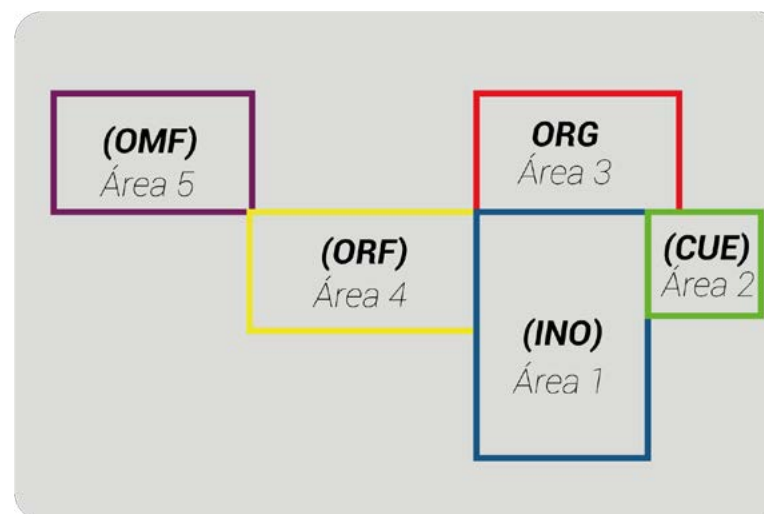 (OMF)
Área 5
ORG
Área 3
(ORF)
Área 4
(CUE)
Área 2
(INO)
Área 1